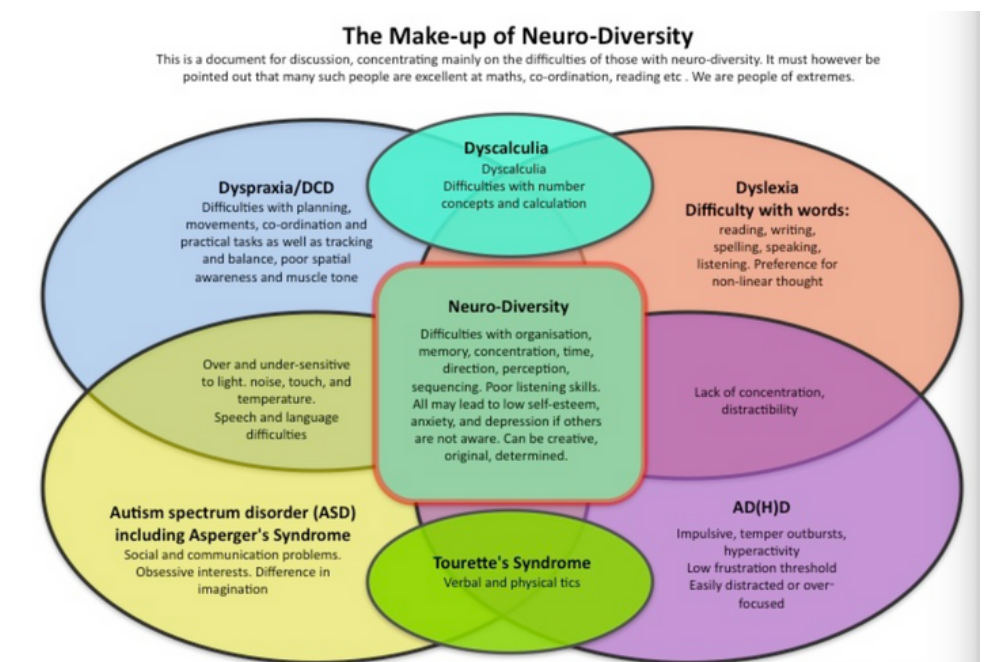 The Make-up of Neuro-Diversity
This is a document for discussion, concentrating mainly on the difficulties of those with neuro-diversity. It must however be
pointed out that many such people are excellent at maths, co-ordination, reading etc . We are people of extremes.
Dyscalculia
Dyscalculia
Difficulties with number
concepts and calculation
Dyspraxia/DCD
Difficulties with planning,
movements, co-ordination and
practical tasks as well as tracking
and balance, poor spatial
awareness and muscle tone
Dyslexia
Difficulty with words:
reading, writing,
spelling, speaking,
listening. Preference for
non-linear thought
Neuro-Diversity
Difficulties with organisation,
memory, concentration, time,
direction, perception,
sequencing. Poor listening skills.
All may lead to low self-esteem,
anxiety, and depression if others
are not aware. Can be creative,
original, determined.
Over and under-sensitive
to light. noise, touch, and
temperature.
Speech and language
difficulties
Lack of concentration,
distractibility
Autism spectrum disorder (ASD)
including Asperger's Syndrome
Social and communication problems.
Obsessive interests. Difference in
imagination
Tourette's Syndrome
Verbal and physical tics
AD(H)D
Impulsive, temper outbursts,
hyperactivity
Low frustration threshold
Easily distracted or over-
focused